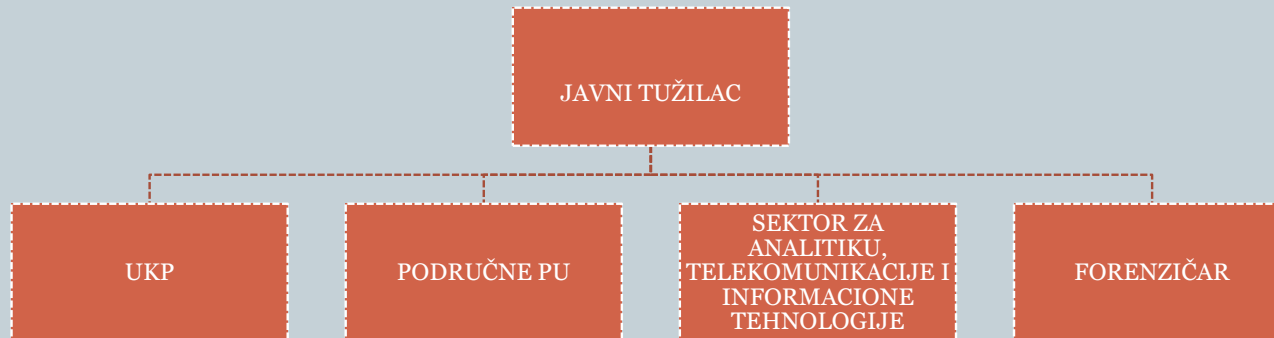 JAVNI TUŽILAC
UKP
PODRUČNE PU
SEKTOR ZA
ANALITIKU,
TELEKOMUNIKACIJE I
INFORMACIONE
TEHNOLOGIJE
FORENZIČAR